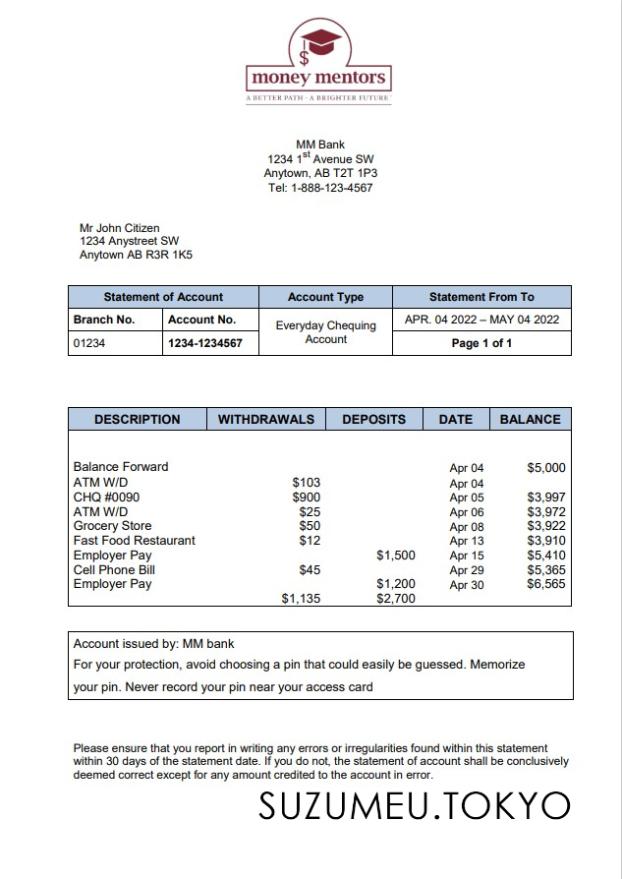 $
money mentors
A BETTER PATH - A BRIGHTER FUTURE
MM Bank
1234 1st Avenue SW
Anytown, AB T2T 1P3
Tel: 1-888-123-4567
Mr John Citizen
1234 Anystreet SW
Anytown AB R3R 1K5
Statement of Account Account Type Statement From To
Branch No. Account No. Everyday Chequing Account APR. 04 2022 – MAY 04 2022
01234 1234-1234567 Page 1 of 1
DESCRIPTION WITHDRAWALS DEPOSITS DATE BALANCE
Balance Forward Apr 04 $5,000
ATM W/D $103 Apr 04
CHQ #0090 $900 Apr 05 $3,997
ATM W/D $25 Apr 06 $3,972
Grocery Store $50 Apr 08 $3,922
Fast Food Restaurant $12 Apr 13 $3,910
Employer Pay $1,500 Apr 15 $5,410
Cell Phone Bill $45 Apr 29 $5,365
Employer Pay $1,200 Apr 30 $6,565
$1,135 $2,700
Account issued by: MM bank
For your protection, avoid choosing a pin that could easily be guessed. Memorize
your pin. Never record your pin near your access card
Please ensure that you report in writing any errors or irregularities found within this statement
within 30 days of the statement date. If you do not, the statement of account shall be conclusively
deemed correct except for any amount credited to the account in error.
SUZUMEU.TOKYO